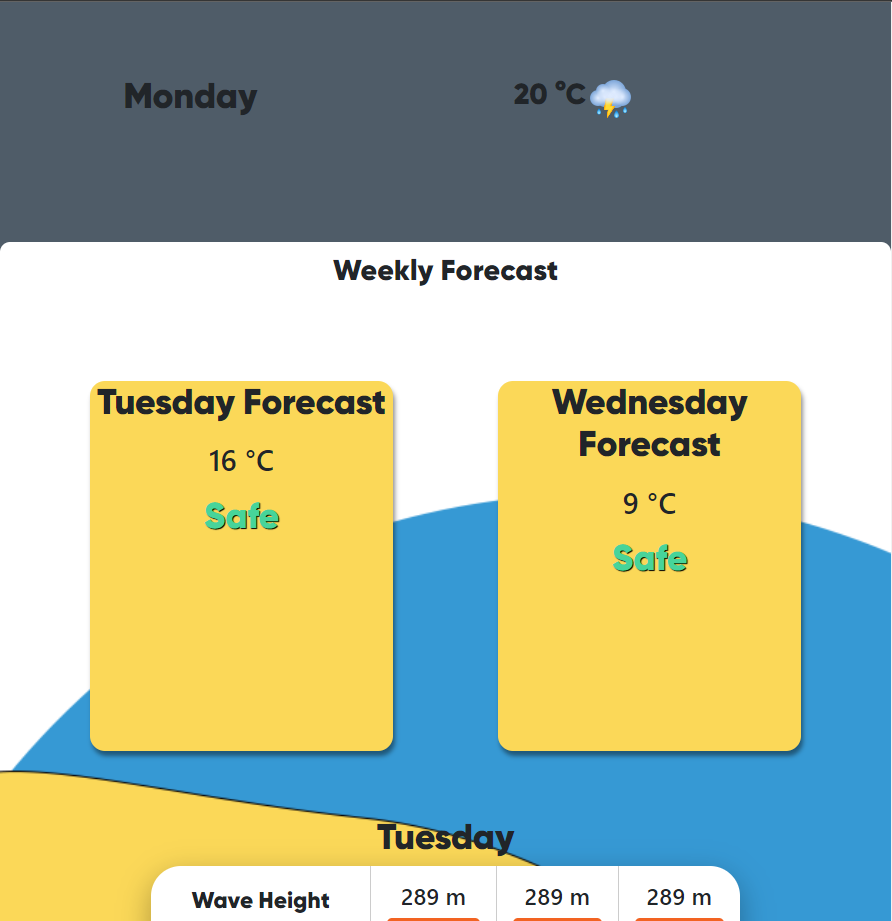 Monday
20 °C
Weekly Forecast
Tuesday Forecast
16 °C
Safe
Wednesday
Forecast
9 °C
Safe
Tuesday
Wave Height 289 m 289 m 289 m